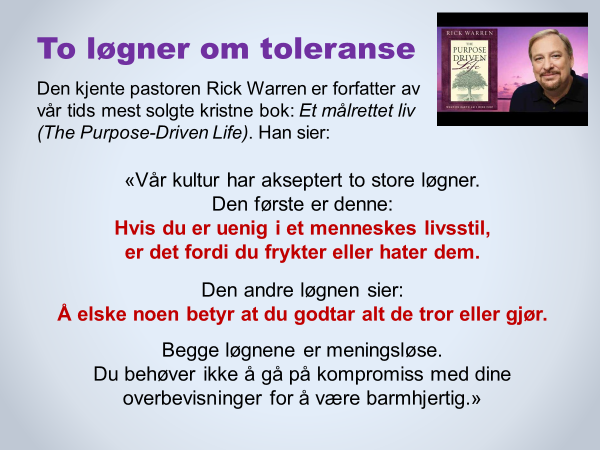 To løgner om toleranse
RICK WARREN
THE
PURPOSE
DRIVEN
Life
Den kjente pastoren Rick Warren er forfatter av
vår tids mest solgte kristne bok: Et målrettet liv
(The Purpose-Driven Life). Han sier:
«Vår kultur har akseptert to store løgner.
Den første er denne:
Hvis du er uenig i et menneskes livsstil,
er det fordi du frykter eller hater dem.
Den andre løgnen sier:
Å elske noen betyr at du godtar alt de tror eller gjør.
Begge løgnene er meningsløse.
Du behøver ikke å gå på kompromiss med dine
overbevisninger for å være barmhjertig.»